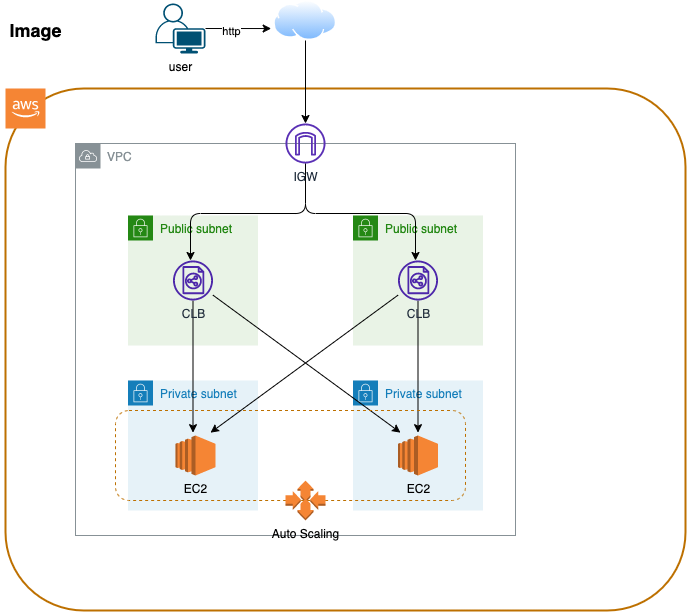 Image
http
user
aws
VPC
IGW
Public subnet
Public subnet
CLB
CLB
Private subnet
Private subnet
EC2
EC2
Auto Scaling